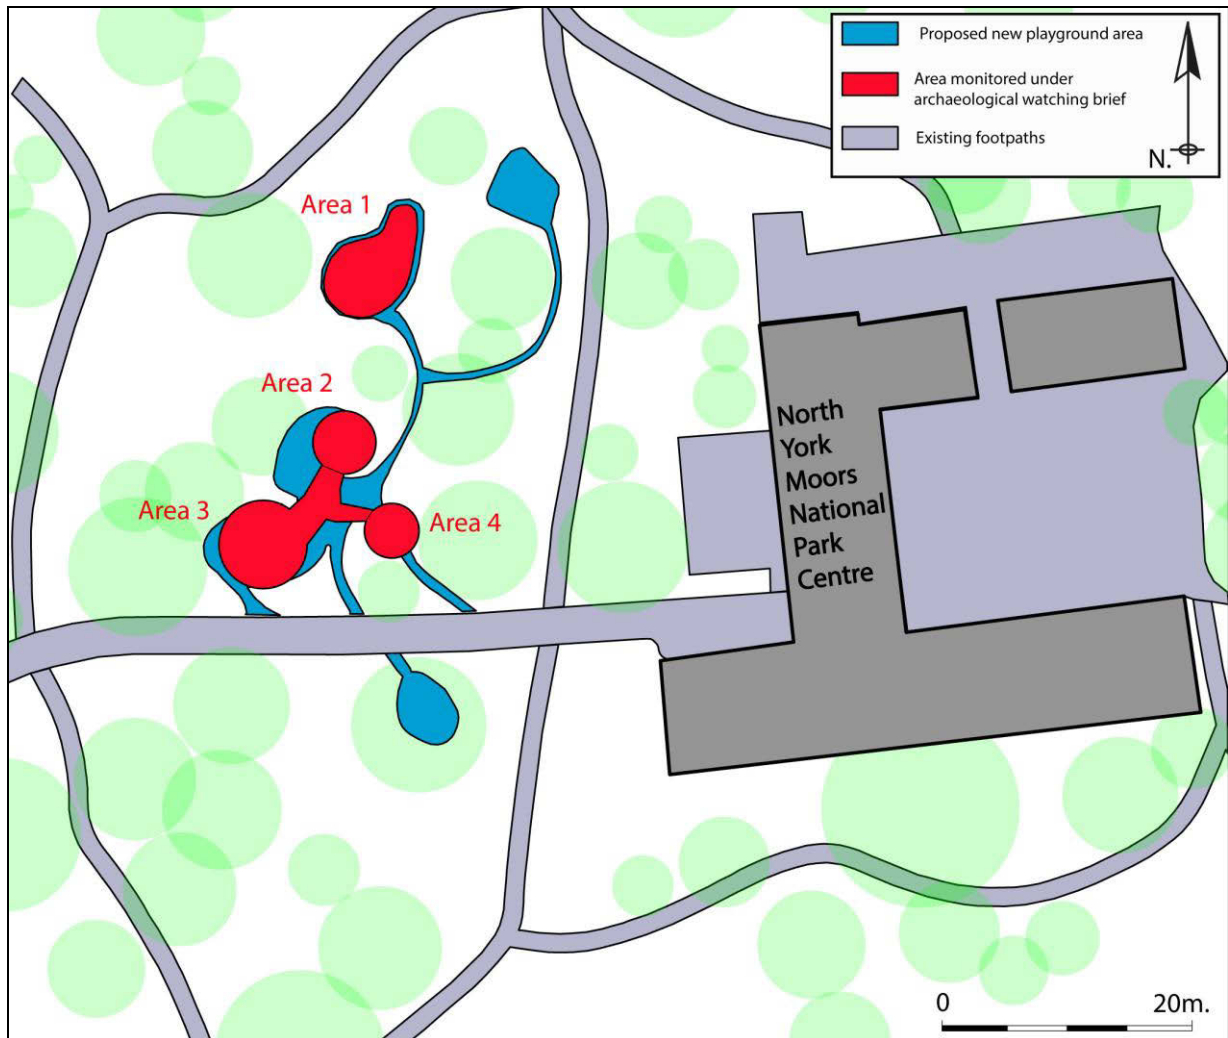 Proposed new playground area
Area monitored under
archaeological watching brief
Existing footpaths
N.
Area 1
Area 2
Area 3
Area 4
North
York
Moors
National
Park
Centre
0 20m.